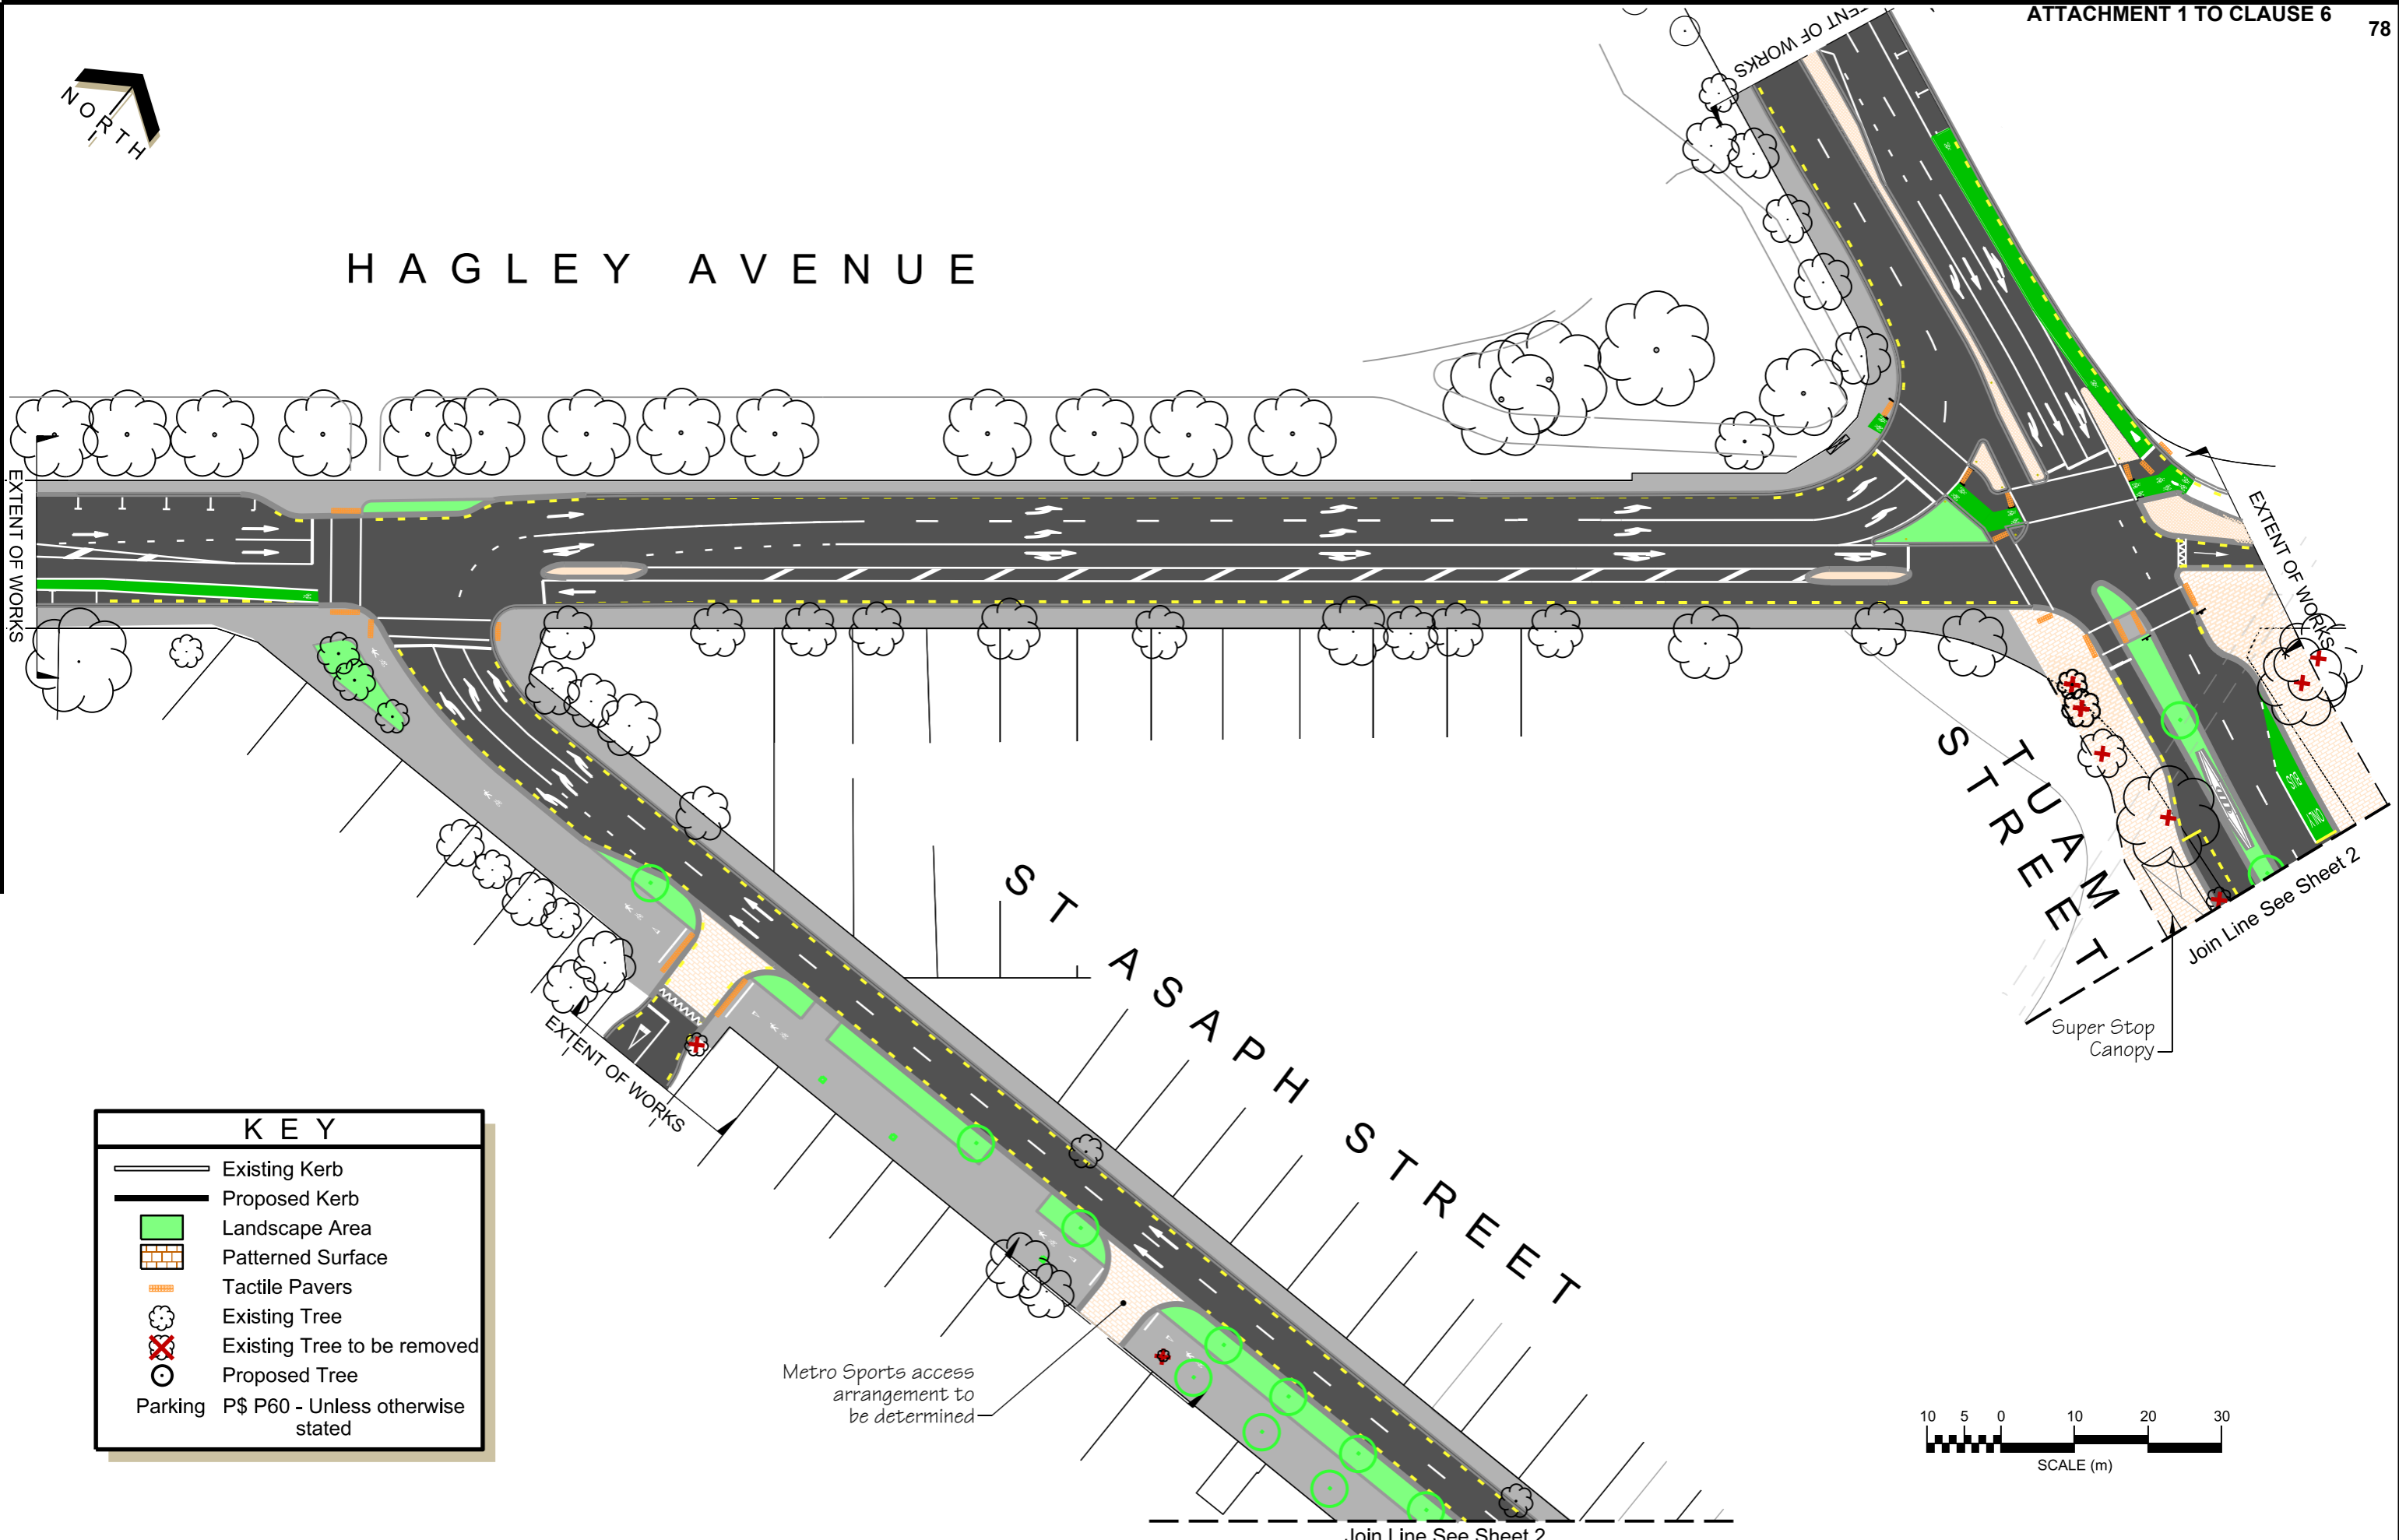 ATTACHMENT 1 TO CLAUSE 6
78
NORTH
HAGLEY AVENUE
EXTENT OF WORKS
EXTENT OF WORKS
EXTENT OF WORKS
EXTENT OF WORKS
TUAM
STREET
BUS
ONLY
Join Line See Sheet 2
Super Stop
Canopy
ST ASAPH STREET
Metro Sports access
arrangement to
be determined
KEY
Existing Kerb
Proposed Kerb
Landscape Area
Patterned Surface
Tactile Pavers
Existing Tree
Existing Tree to be removed
Proposed Tree
Parking P$ P60 - Unless otherwise
stated
10 5 0 10 20 30
SCALE (m)
Join Line See Sheet 2